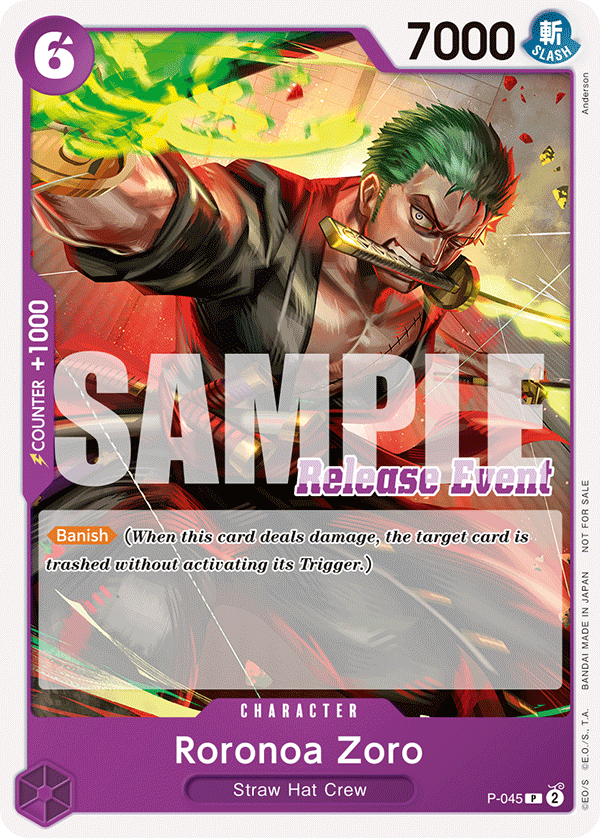 6
7000
斬
SLASH
Anderson
COUNTER +1000
SAMPLE
Release Event
Banish (When this card deals damage, the target card is
trashed without activating its Trigger.)
CHARACTER
Roronoa Zoro
Straw Hat Crew
P-045 P 2
©EO/S ©E.O./S., T.A. BANDAI MADE IN JAPAN NOT FOR SALE